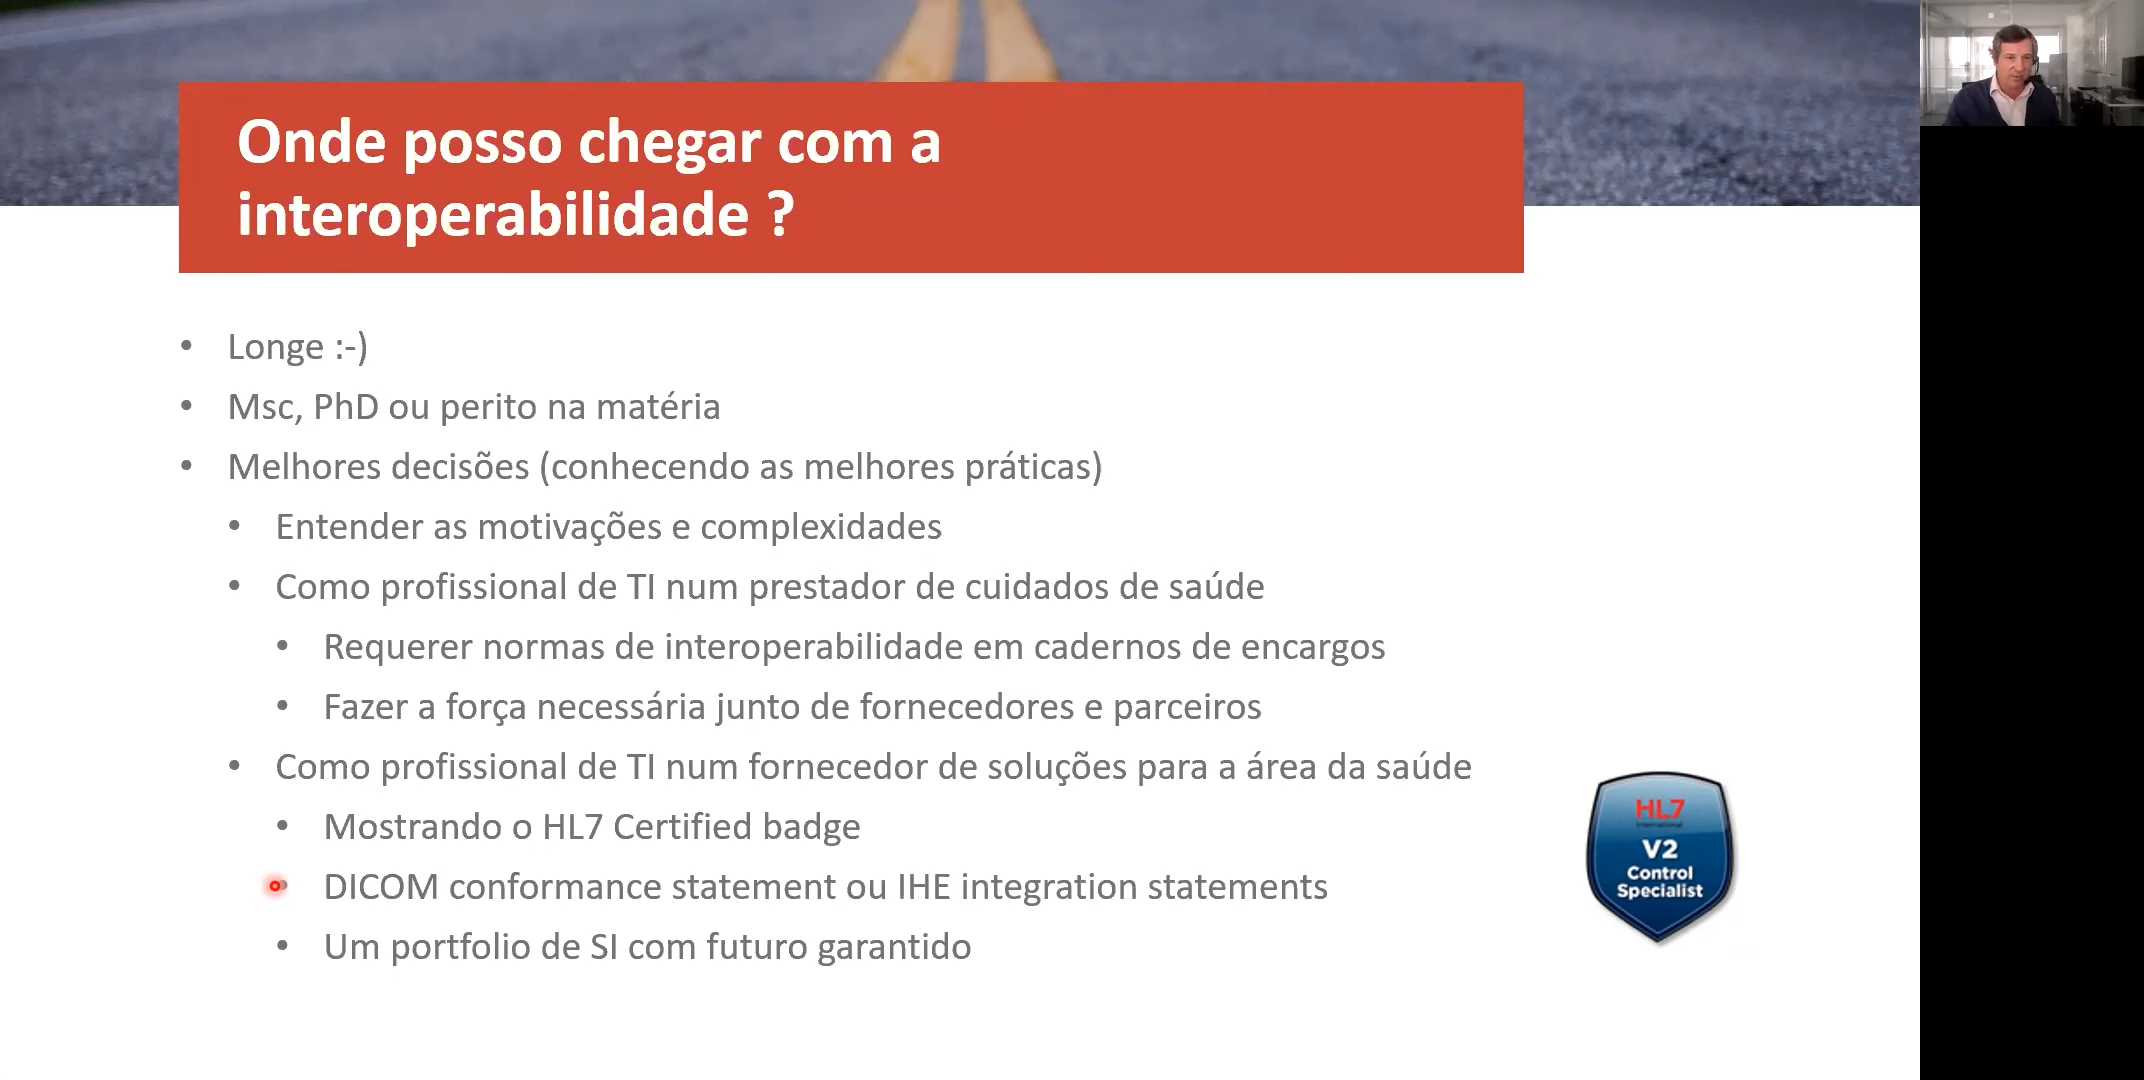 Onde posso chegar com a
interoperabilidade ?
• Longe :-)
• Msc, PhD ou perito na matéria
• Melhores decisões (conhecendo as melhores práticas)
• Entender as motivações e complexidades
• Como profissional de TI num prestador de cuidados de saúde
• Requerer normas de interoperabilidade em cadernos de encargos
• Fazer a força necessária junto de fornecedores e parceiros
• Como profissional de TI num fornecedor de soluções para a área da saúde
• Mostrando o HL7 Certified badge
• DICOM conformance statement ou IHE integration statements
• Um portfolio de SI com futuro garantido
HL7
International
V2
Control
Specialist